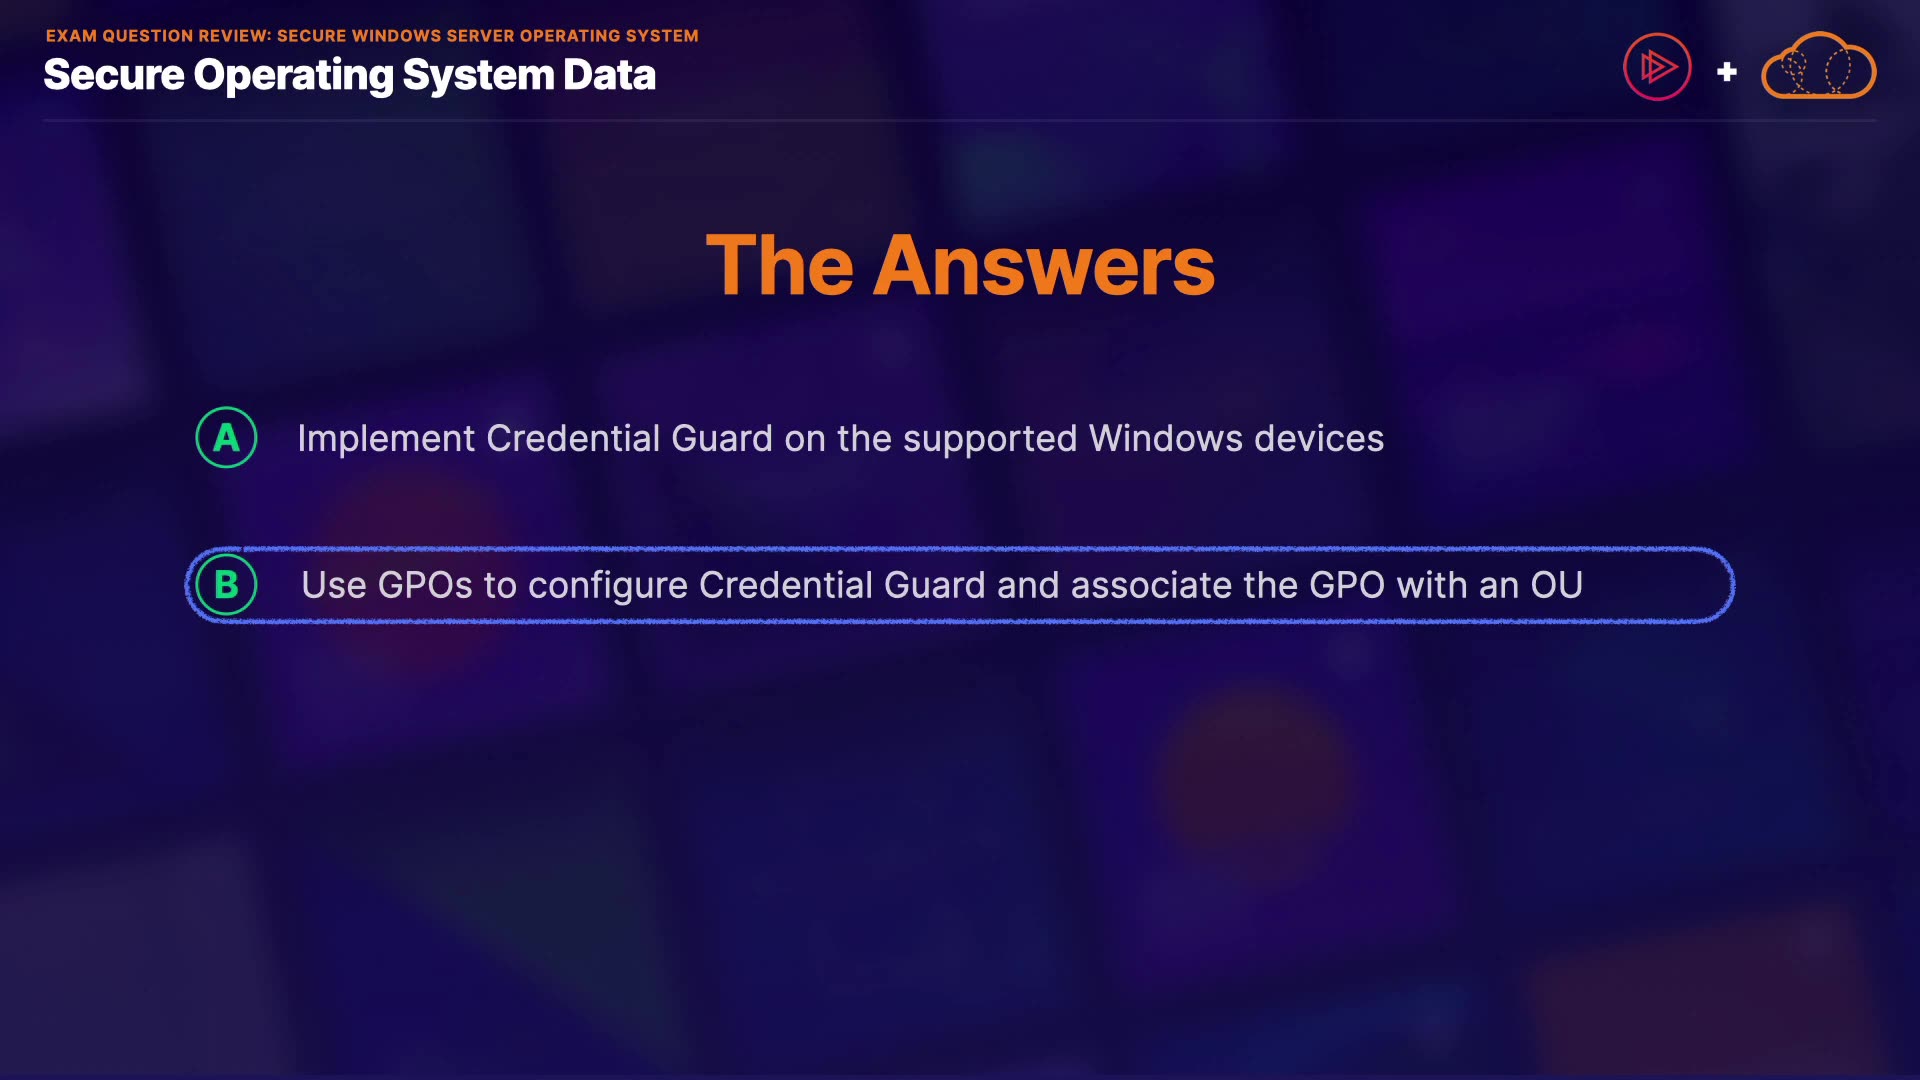 EXAM QUESTION REVIEW: SECURE WINDOWS SERVER OPERATING SYSTEM
Secure Operating System Data
+
The Answers
A Implement Credential Guard on the supported Windows devices
B Use GPOs to configure Credential Guard and associate the GPO with an OU